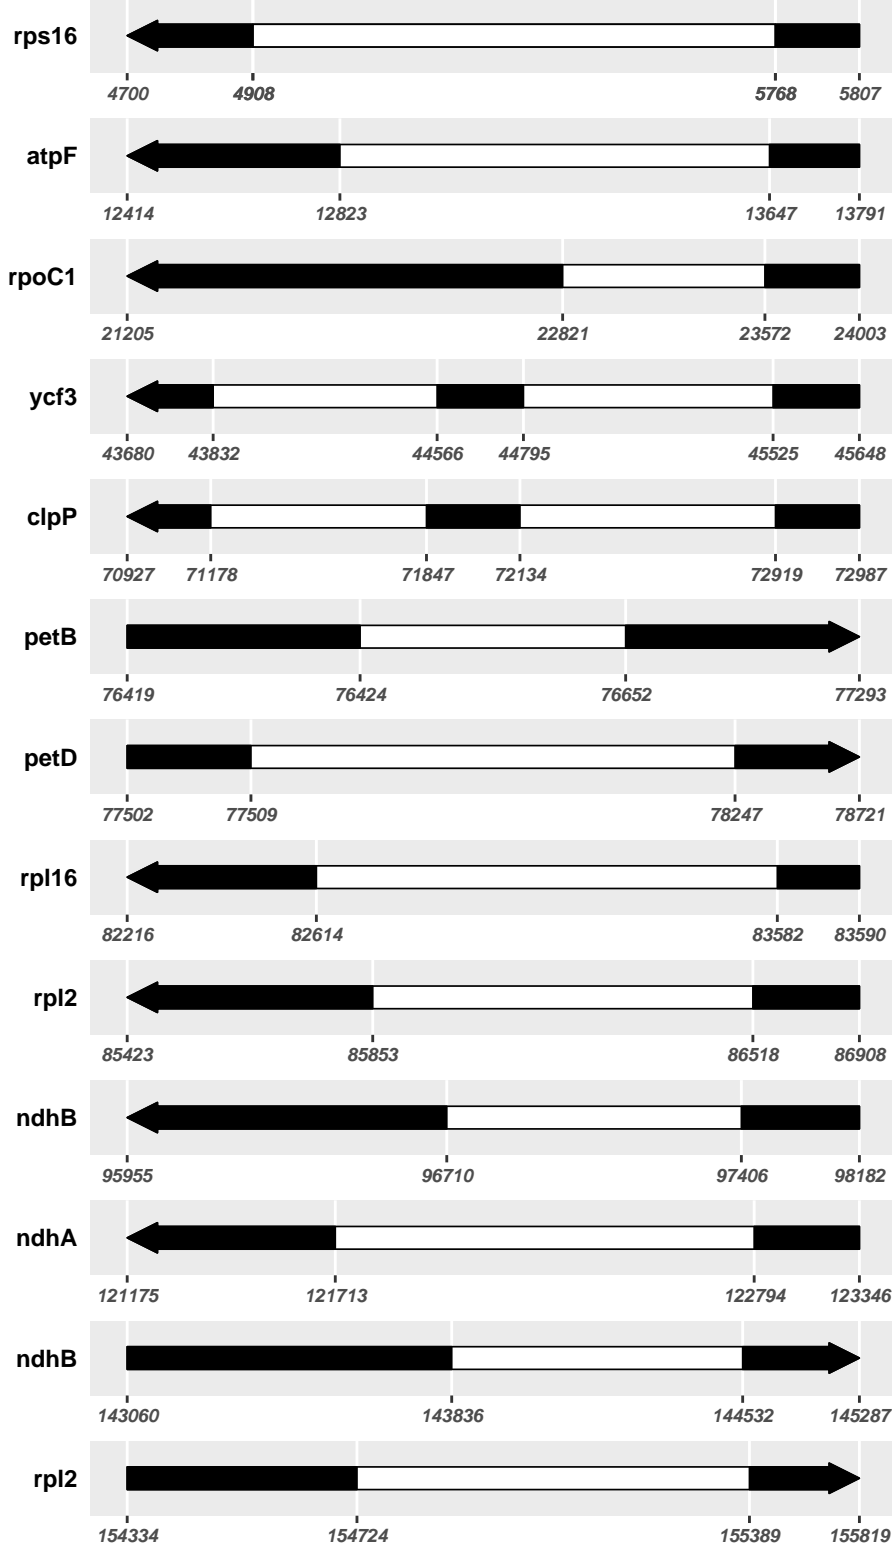 rps16
4700 4908 5768 5807
atpF
12414 12823 13647 13791
rpoC1
21205 22821 23572 24003
ycf3
43680 43832 44566 44795 45525 45648
clpP
70927 71178 71847 72134 72919 72987
petB
76419 76424 76652 77293
petD
77502 77509 78247 78721
rpl16
82216 82614 83582 83590
rpl2
85423 85853 86518 86908
ndhB
95955 96710 97406 98182
ndhA
121175 121713 122794 123346
ndhB
143060 143836 144532 145287
rpl2
154334 154724 155389 155819